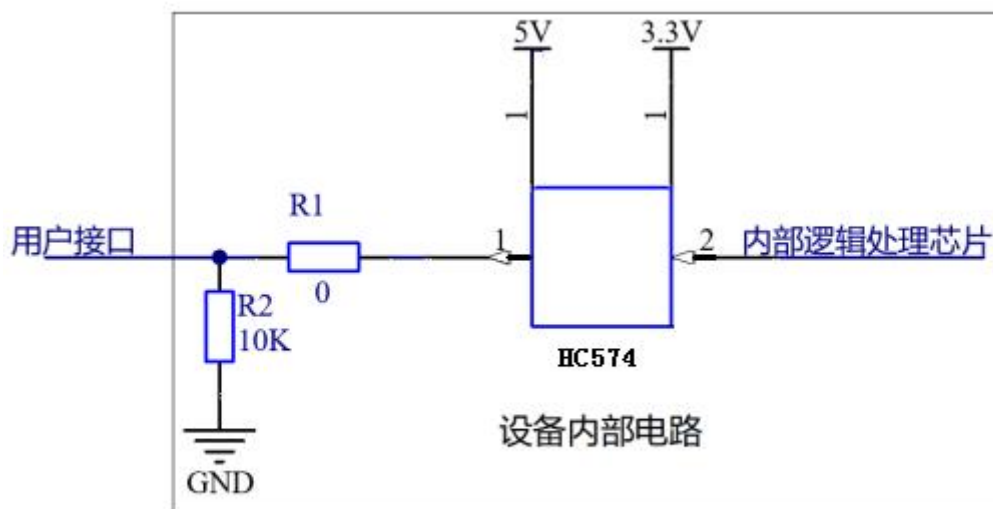 5V
3.3V
1
1
R1
用户接口
1
2
内部逻辑处理芯片
0
R2
10K
HC574
设备内部电路
GND